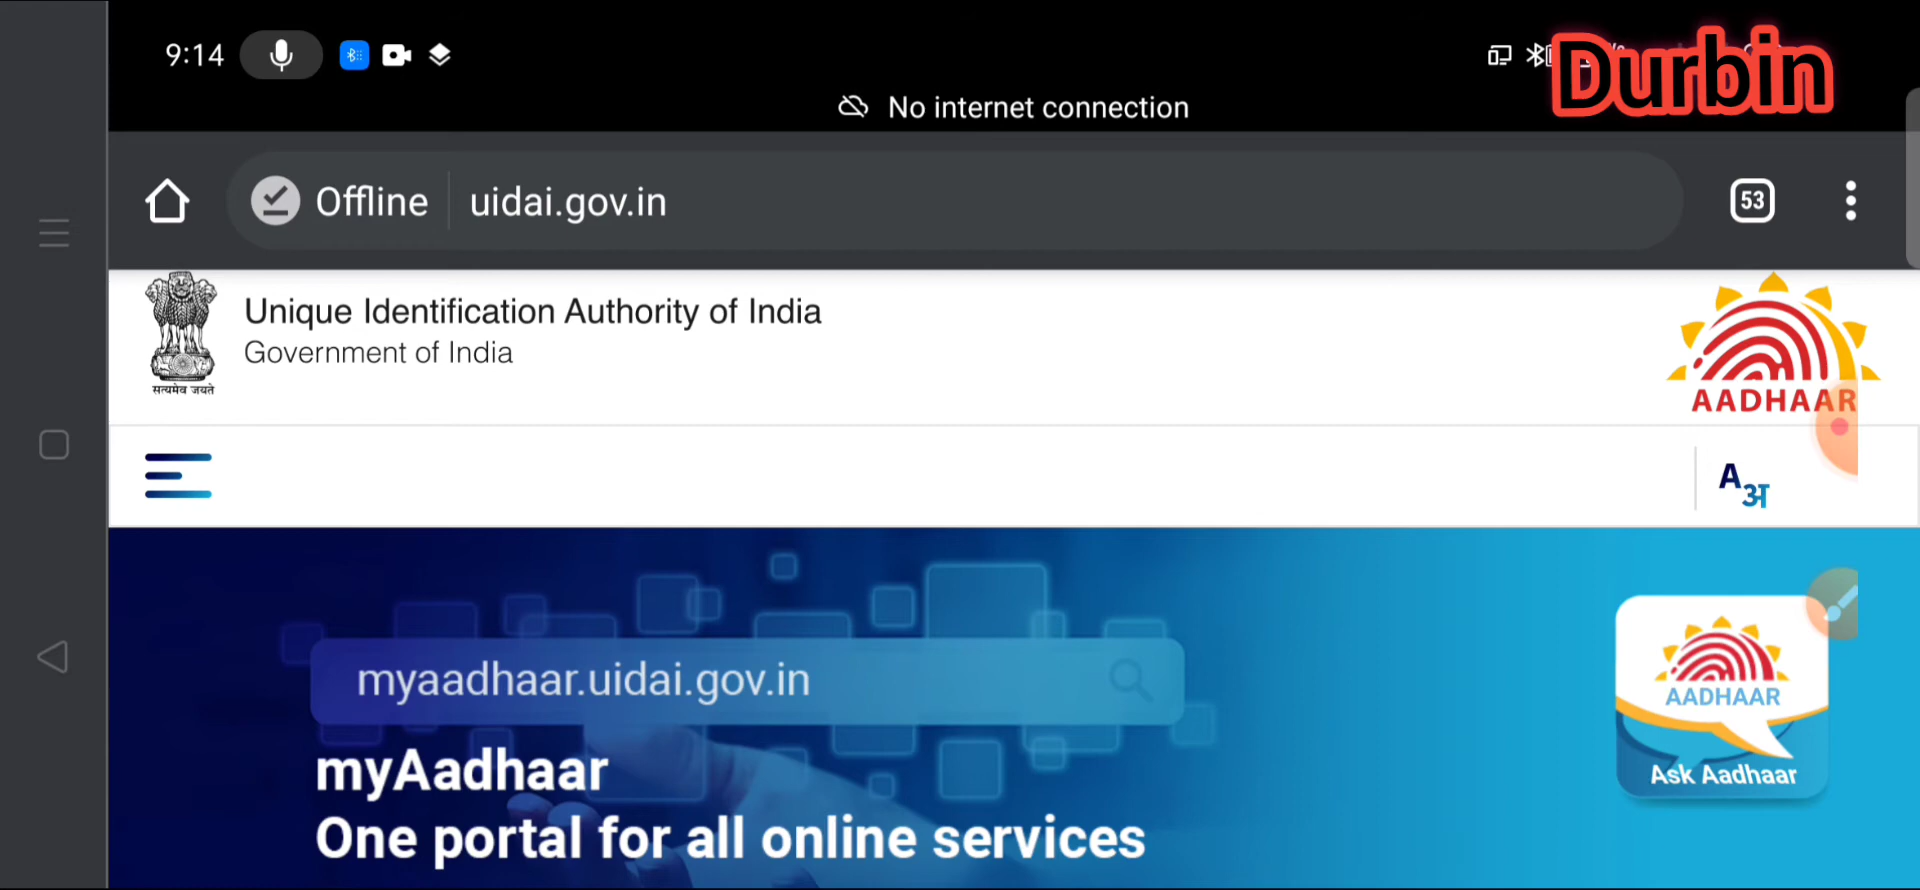 9:14
Durbin
No internet connection
Offline
uidai.gov.in
53
Unique Identification Authority of India
Government of India
सत्यमेव जयते
AADHAAR
A अ
myaadhaar.uidai.gov.in
myAadhaar
One portal for all online services
AADHAAR
Ask Aadhaar